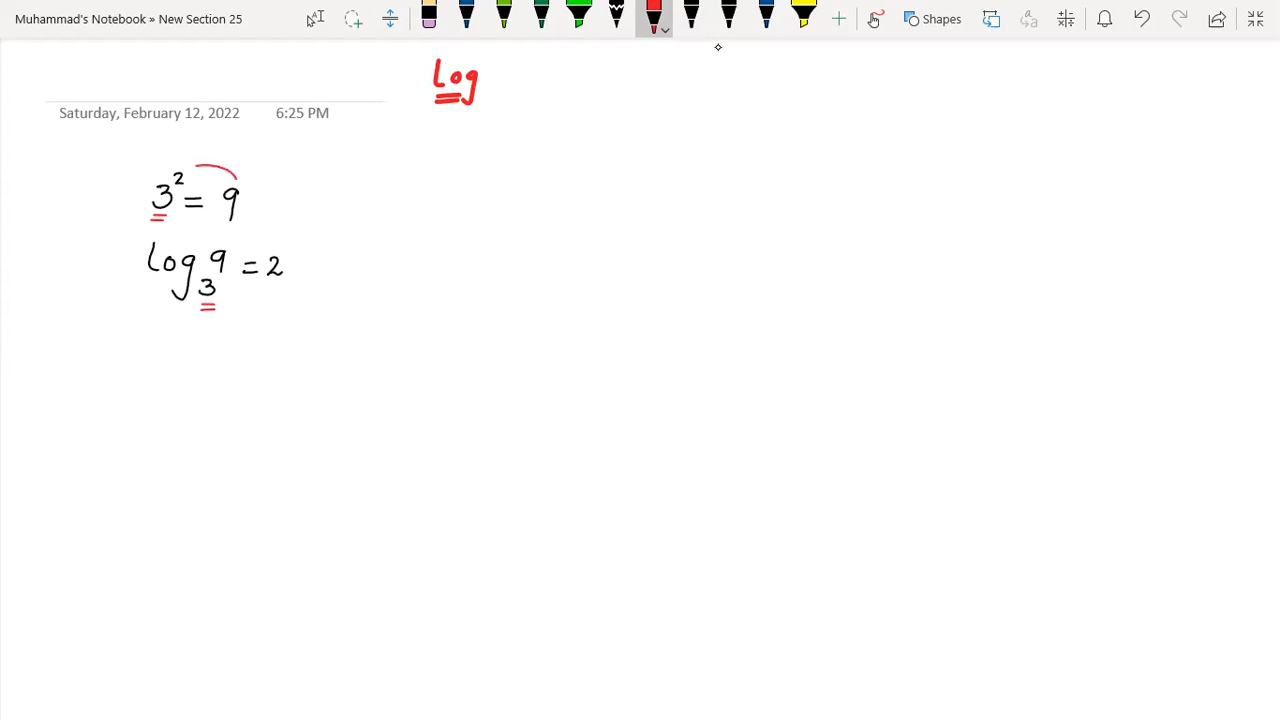 Muhammad's Notebook » New Section 25
Shapes
Log
Saturday, February 12, 2022 6:25 PM
3² = 9
log₃ 9 = 2